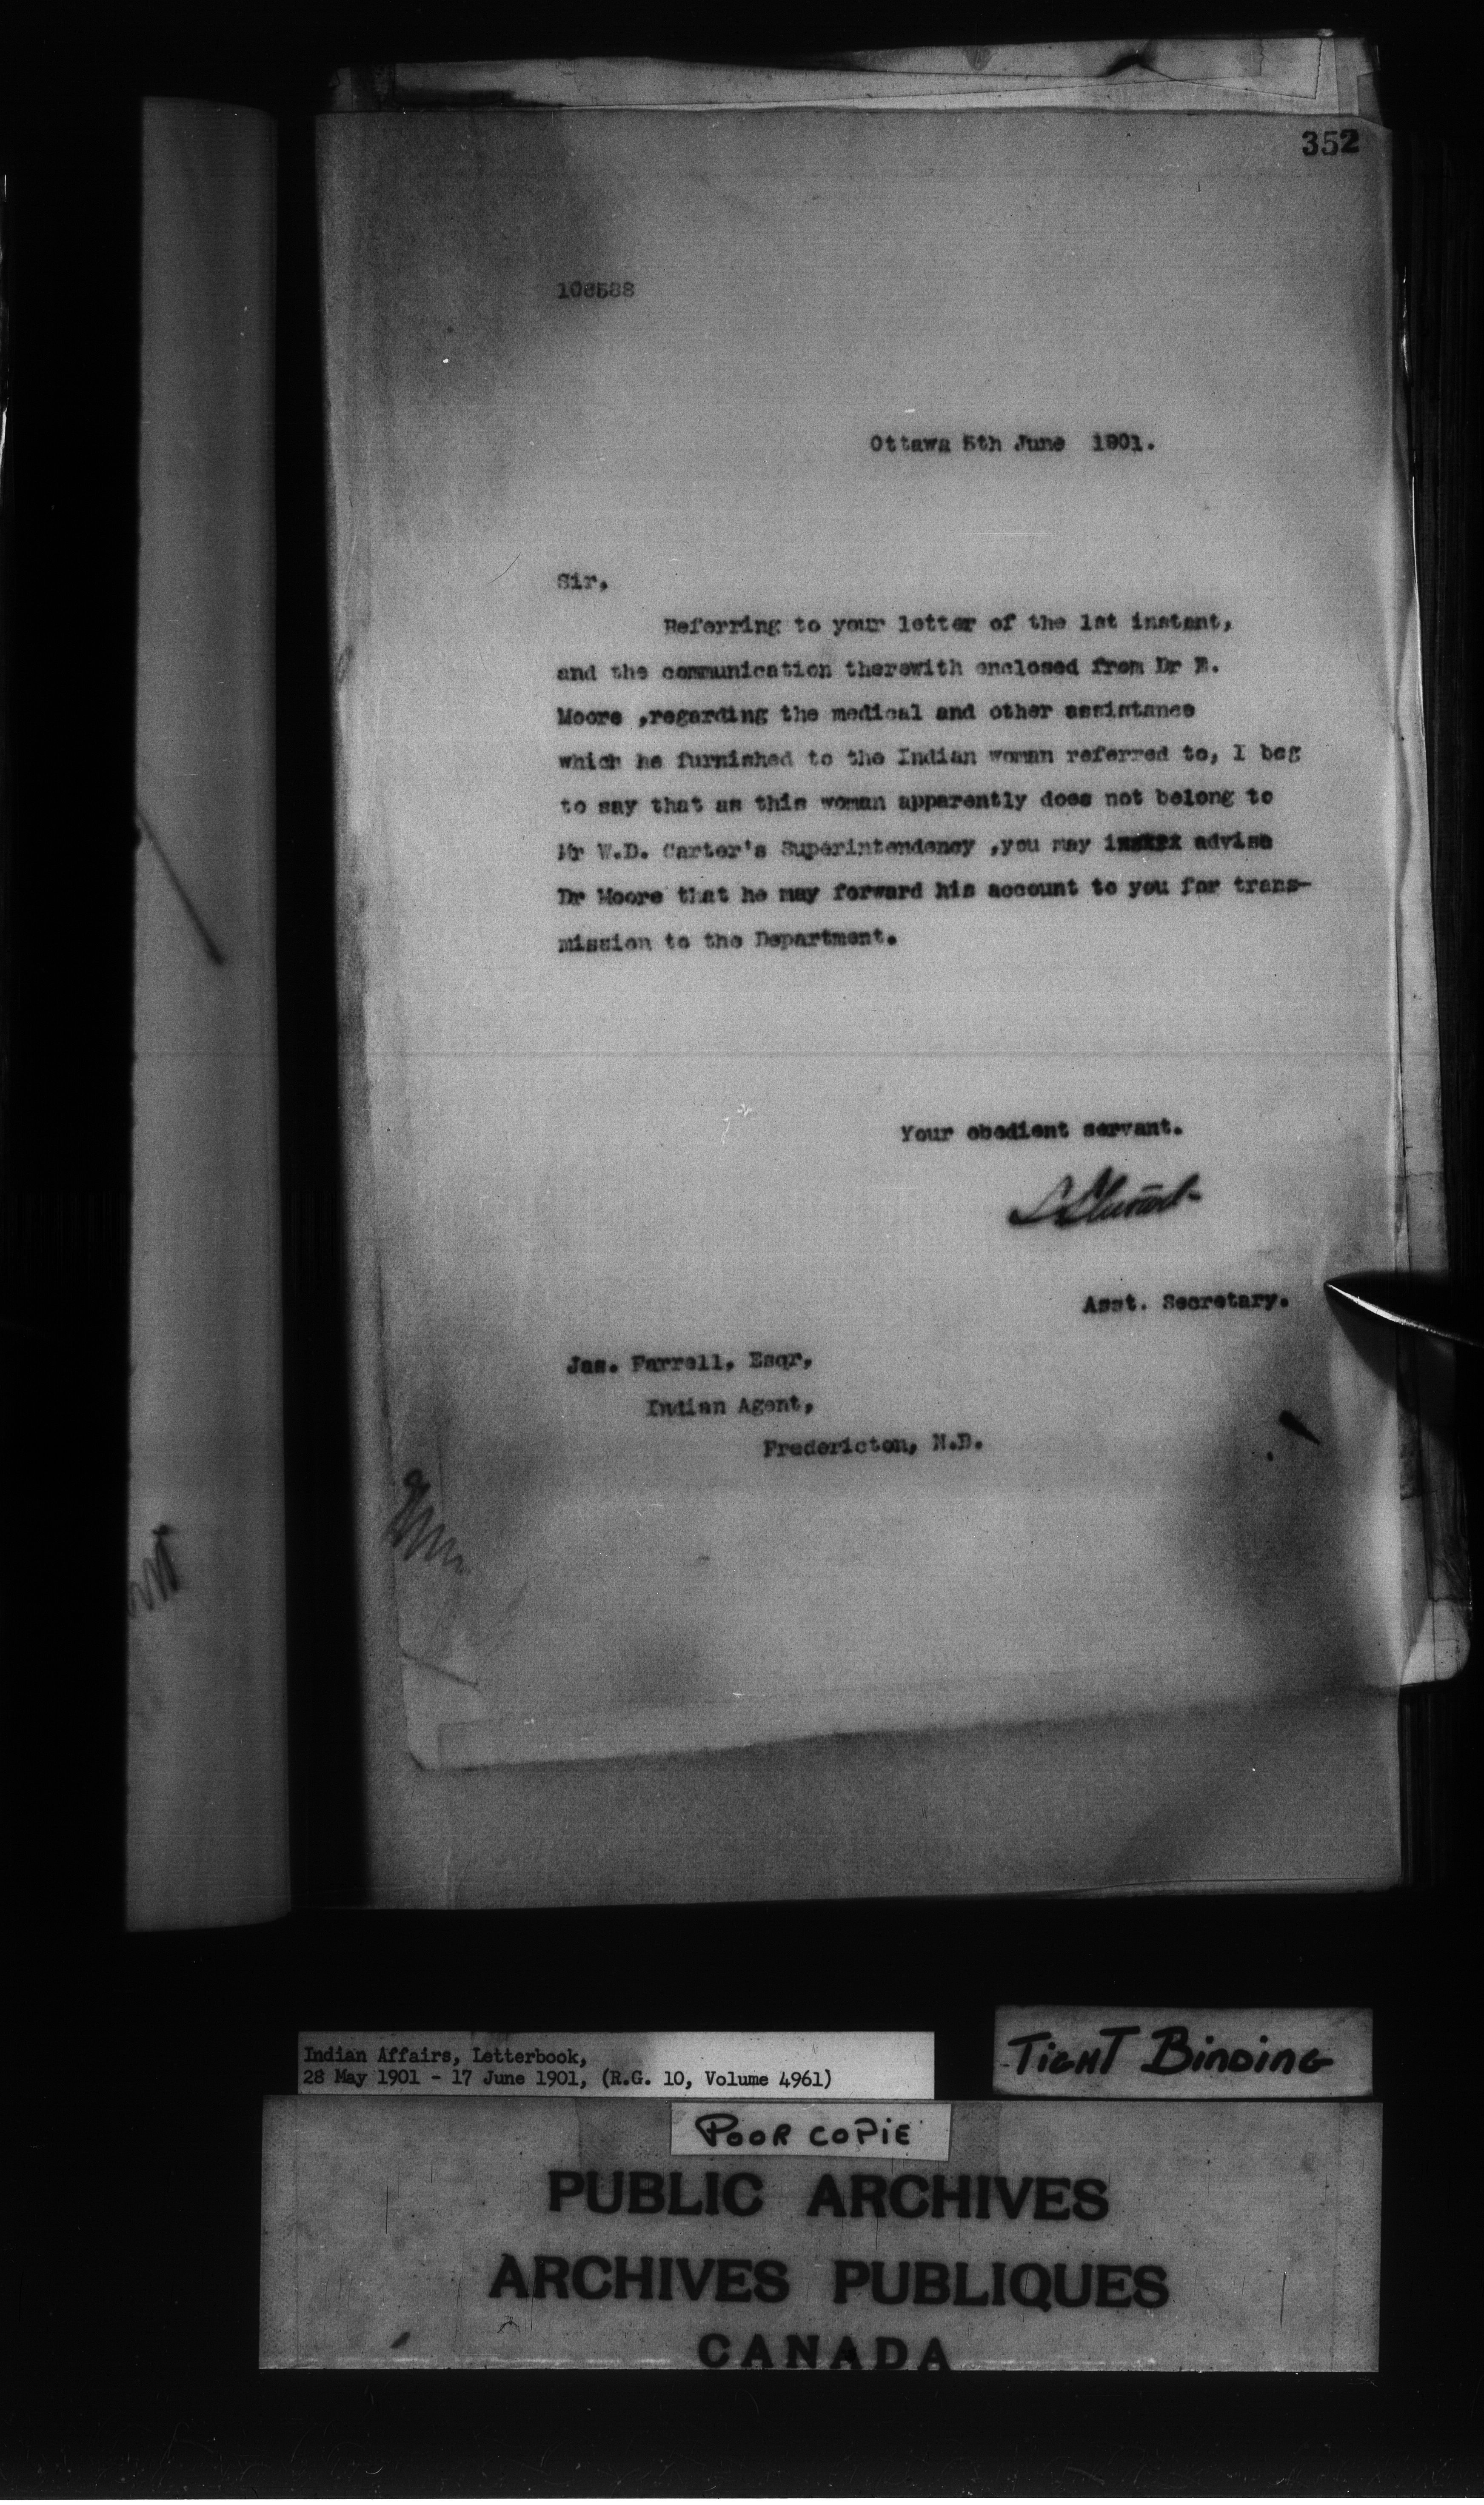 352
Ottawa 5th June 1901.
Sir,
Referring to your letter of the 1st instant,
and the communication therewith enclosed from Dr
Moore ,regarding the medical and other assistance
which he furnished to the Indian woman referred to, I beg
to say that as this woman apparently does not belong to
Mr W.D. Carter's Superintendency ,you may advise
Dr Moore that he may forward his account to you for trans-
mission to the Department.
Your obedient servant.
Asst. Secretary.
Jas. Farrell, Esqr,
Indian Agent,
Fredericton, N.B.
Indian Affairs, Letterbook,
28 May 1901 - 17 June 1901, (R.G. 10, Volume 4961)
TIGHT BINDING
POOR COPIE
PUBLIC ARCHIVES
ARCHIVES PUBLIQUES
CANADA